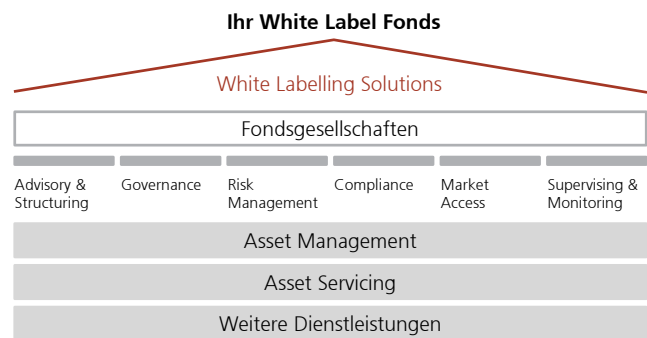 Ihr White Label Fonds
White Labelling Solutions
Fondsgesellschaften
Advisory &
Structuring
Governance
Risk
Management
Compliance
Market
Access
Supervising &
Monitoring
Asset Management
Asset Servicing
Weitere Dienstleistungen